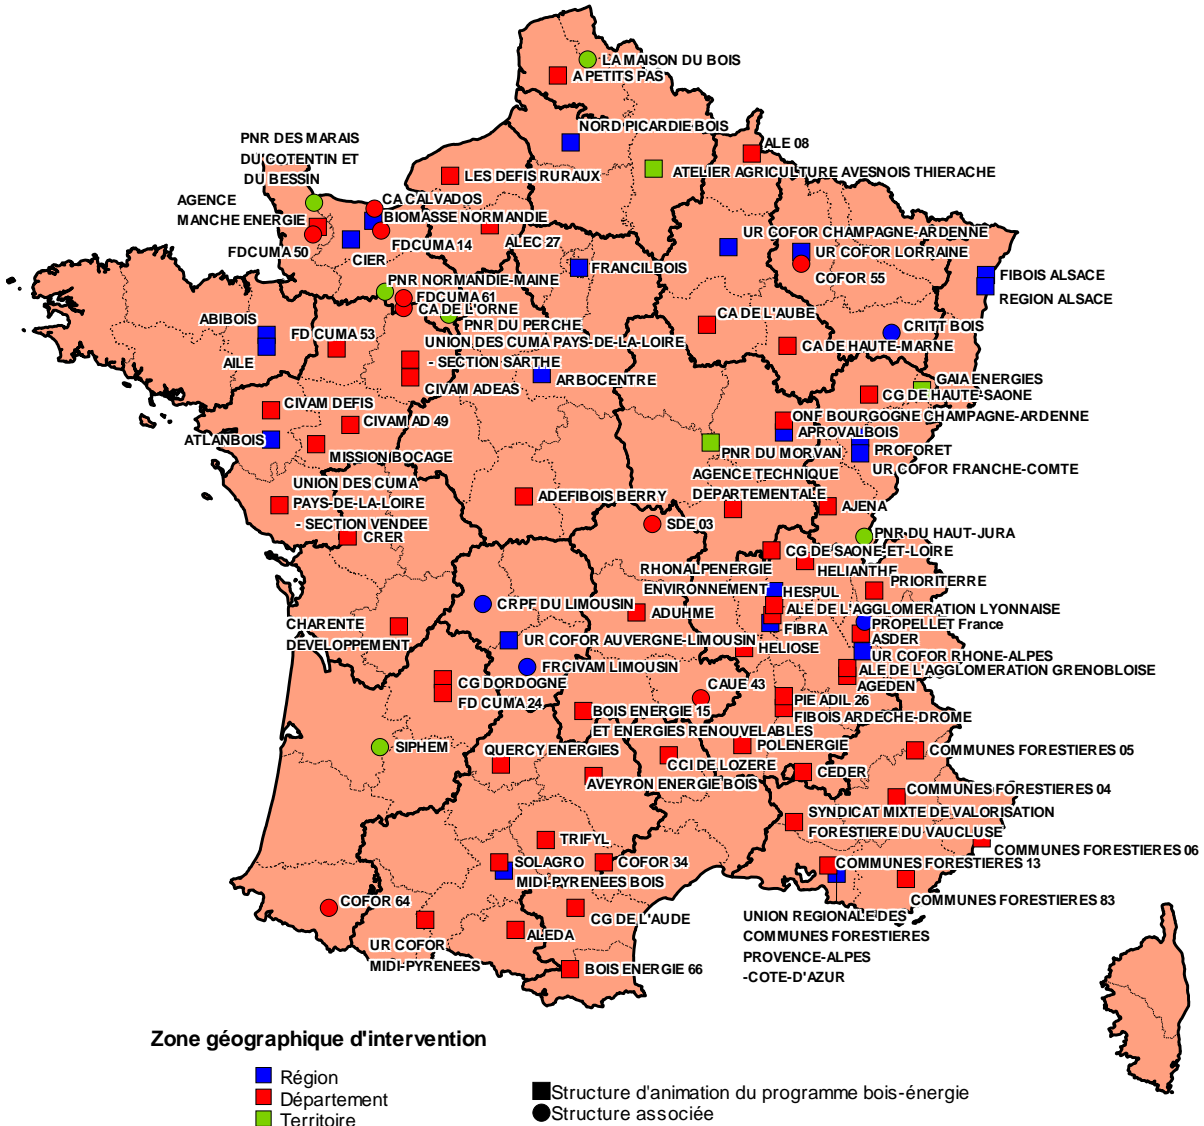 LA MAISON DU BOIS
A PETITS PAS
NORD PICARDIE BOIS
PNR DES MARAIS
DU COTENTIN ET
DU BESSIN
ALE 08
LES DEFIS RURAUX
ATELIER AGRICULTURE AVESNOIS THIERACHE
AGENCE
MANCHE ENERGIE
CA CALVADOS
BIOMASSE NORMANDIE
FDCUMA 50
FDCUMA 14
CIER
ALEC 27
UR COFOR CHAMPAGNE-ARDENNE
UR COFOR LORRAINE
COFOR 55
FRANCILBOIS
FIBOIS ALSACE
REGION ALSACE
PNR NORMANDIE-MAINE
FDCUMA 61
CA DE L'ORNE
PNR DU PERCHE
ABIBOIS
AILE
FD CUMA 53
CA DE L'AUBE
CRITT BOIS
CA DE HAUTE-MARNE
UNION DES CUMA PAYS-DE-LA-LOIRE
- SECTION SARTHE
CIVAM ADEAS
ARBOCENTRE
GAIA ENERGIES
CG DE HAUTE-SAONE
CIVAM DEFIS
CIVAM AD 49
ATLANBOIS
MISSION BOCAGE
ONF BOURGOGNE CHAMPAGNE-ARDENNE
APROVALBOIS
PNR DU MORVAN
PROFORET
UR COFOR FRANCHE-COMTE
AGENCE TECHNIQUE
DEPARTEMENTALE
UNION DES CUMA
PAYS-DE-LA-LOIRE
- SECTION VENDEE
CRER
ADEFIBOIS BERRY
AJENA
SDE 03
PNR DU HAUT-JURA
CG DE SAONE-ET-LOIRE
HELIANTHE
RHONALPENERGIE
ENVIRONNEMENT
HESPUL
PRIORITERRE
CRPF DU LIMOUSIN
ADUHME
ALE DE L'AGGLOMERATION LYONNAISE
PROPELLET France
FIBRA
ASDER
CHARENTE
DEVELOPPEMENT
UR COFOR AUVERGNE-LIMOUSIN
HELIOSE
UR COFOR RHONE-ALPES
FRCIVAM LIMOUSIN
ALE DE L'AGGLOMERATION GRENOBLOISE
AGEDEN
CG DORDOGNE
FD CUMA 24
CAUE 43
PIE ADIL 26
FIBOIS ARDECHE-DROME
BOIS ENERGIE 15
ET ENERGIES RENOUVELABLES
POLENERGIE
SIPHEM
QUERCY ENERGIES
CCI DE LOZERE
AVEYRON ENERGIE BOIS
CEDER
COMMUNES FORESTIERES 05
COMMUNES FORESTIERES 04
SYNDICAT MIXTE DE VALORISATION
FORESTIERE DU VAUCLUSE
COMMUNES FORESTIERES 06
TRIFYL
SOLAGRO
MIDI-PYRENEES BOIS
COFOR 34
COMMUNES FORESTIERES 13
COMMUNES FORESTIERES 83
COFOR 64
CG DE L'AUDE
UR COFOR
MIDI-PYRENEES
ALEDA
BOIS ENERGIE 66
UNION REGIONALE DES
COMMUNES FORESTIERES
PROVENCE-ALPES
-COTE-D'AZUR
Zone géographique d'intervention
Région
Département
Territoire
Structure d'animation du programme bois-énergie
Structure associée